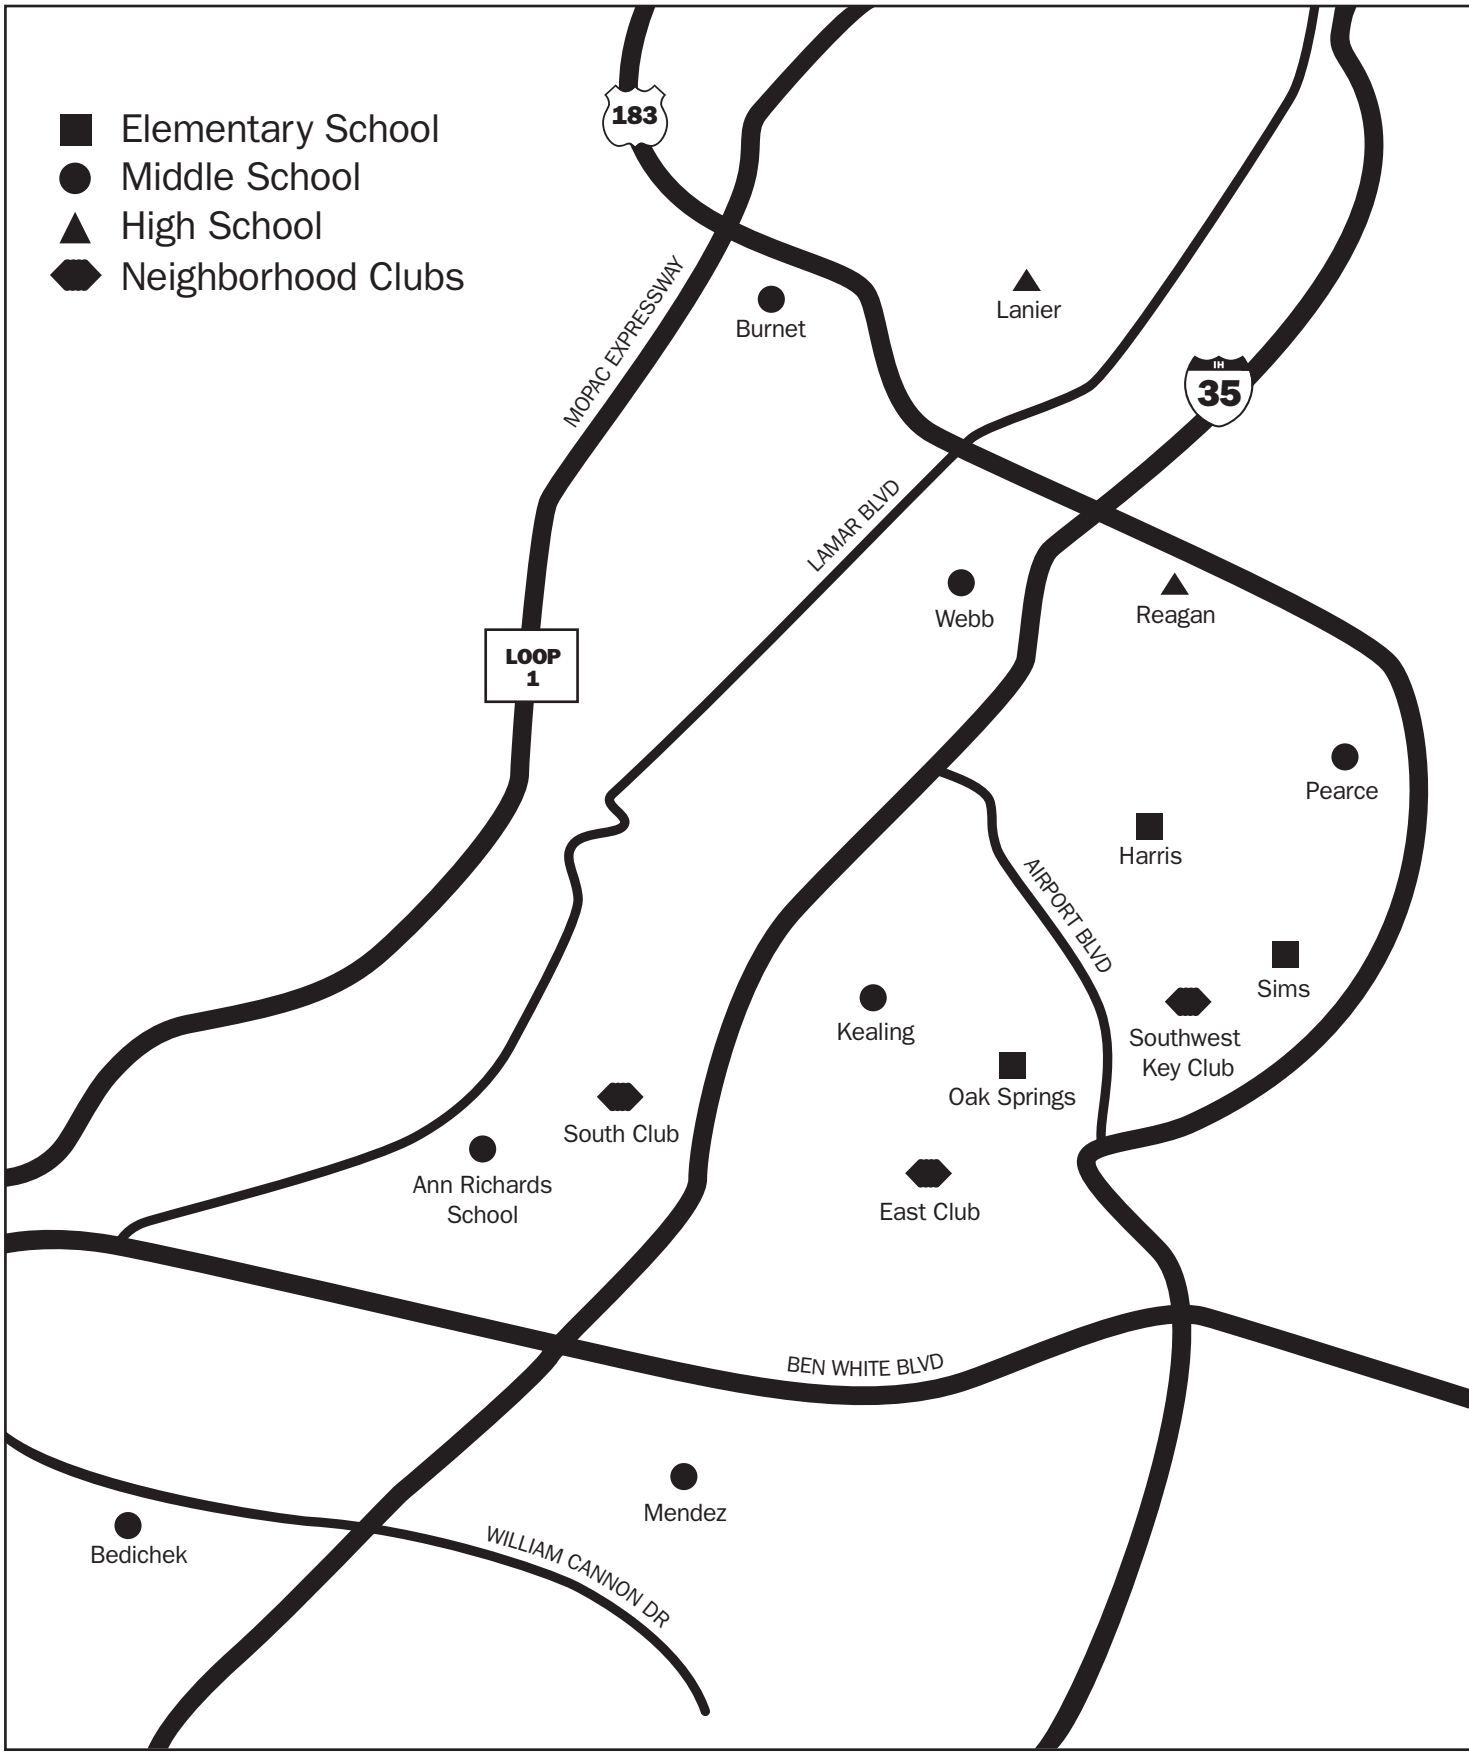 183
Elementary School
Middle School
High School
Neighborhood Clubs
MOPAC EXPRESSWAY
Burnet
Lanier
IH
35
LAMAR BLVD
Webb
Reagan
LOOP
1
Pearce
Harris
AIRPORT BLVD
Sims
Kealing
Southwest
Key Club
Oak Springs
South Club
Ann Richards
School
East Club
BEN WHITE BLVD
Mendez
Bedichek
WILLIAM CANNON DR